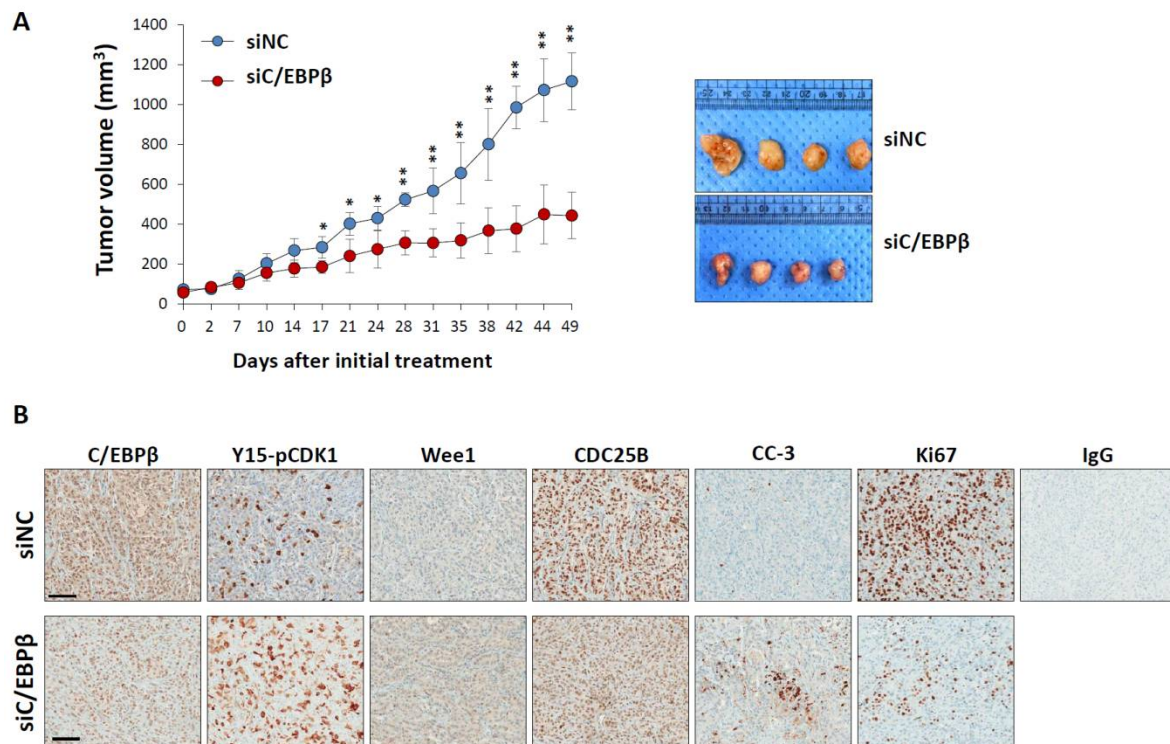 A
Tumor volume (mm³)
1400
1200
1000
800
600
400
200
0
siNC
siC/EBPβ
*
*
*
**
**
**
**
**
**
**
0 2 7 10 14 17 21 24 28 31 35 38 42 44 49
Days after initial treatment
siNC
siC/EBPβ
B
C/EBPβ Y15-pCDK1 Wee1 CDC25B CC-3 Ki67 IgG
siNC
siC/EBPβ